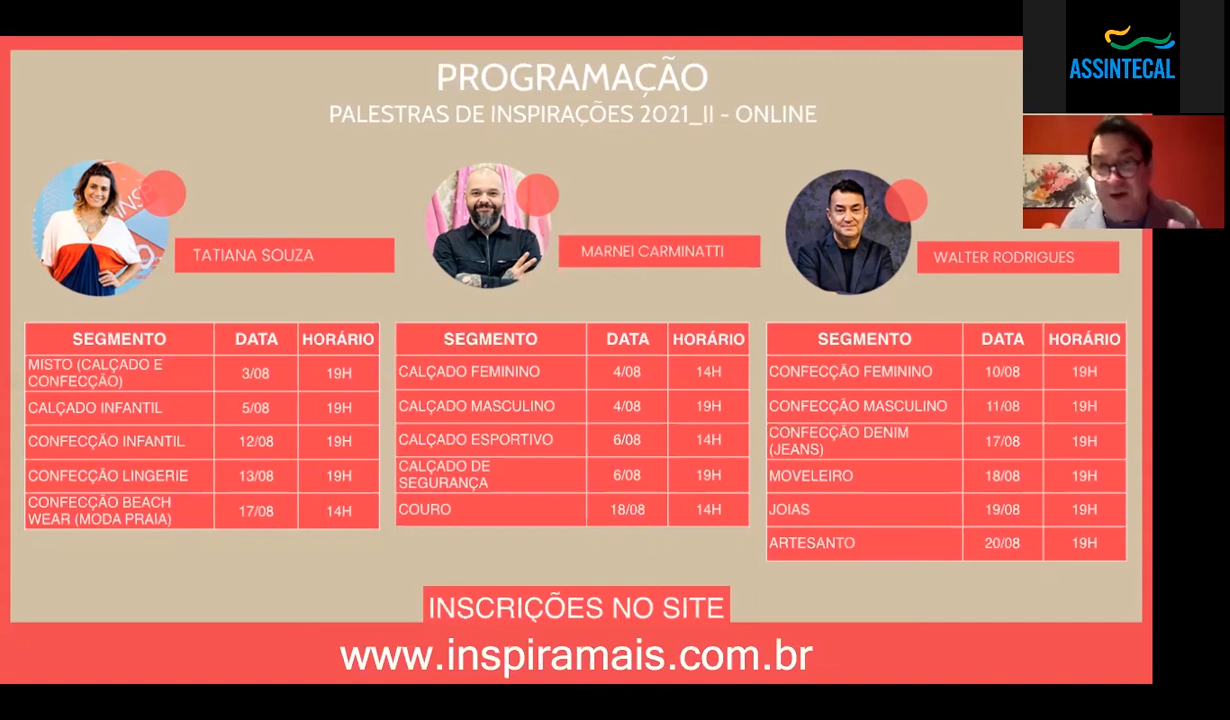 ASSINTECAL
PROGRAMAÇÃO
PALESTRAS DE INSPIRAÇÕES 2021_II - ONLINE
INSP
TATIANA SOUZA
MARNEI CARMINATTI
WALTER RODRIGUES
SEGMENTO DATA HORÁRIO
MISTO (CALÇADO E
CONFECÇÃO) 3/08 19H
CALÇADO INFANTIL 5/08 19H
CONFECÇÃO INFANTIL 12/08 19H
CONFECÇÃO LINGERIE 13/08 19H
CONFECÇÃO BEACH
WEAR (MODA PRAIA) 17/08 14H
SEGMENTO DATA HORÁRIO
CALÇADO FEMININO 4/08 14H
CALÇADO MASCULINO 4/08 19H
CALÇADO ESPORTIVO 6/08 14H
CALÇADO DE
SEGURANÇA 6/08 19H
COURO 18/08 14H
SEGMENTO DATA HORÁRIO
CONFECÇÃO FEMININO 10/08 19H
CONFECÇÃO MASCULINO 11/08 19H
CONFECÇÃO DENIM
(JEANS) 17/08 19H
MOVELEIRO 18/08 19H
JOIAS 19/08 19H
ARTESANTO 20/08 19H
INSCRIÇÕES NO SITE
www.inspiramais.com.br